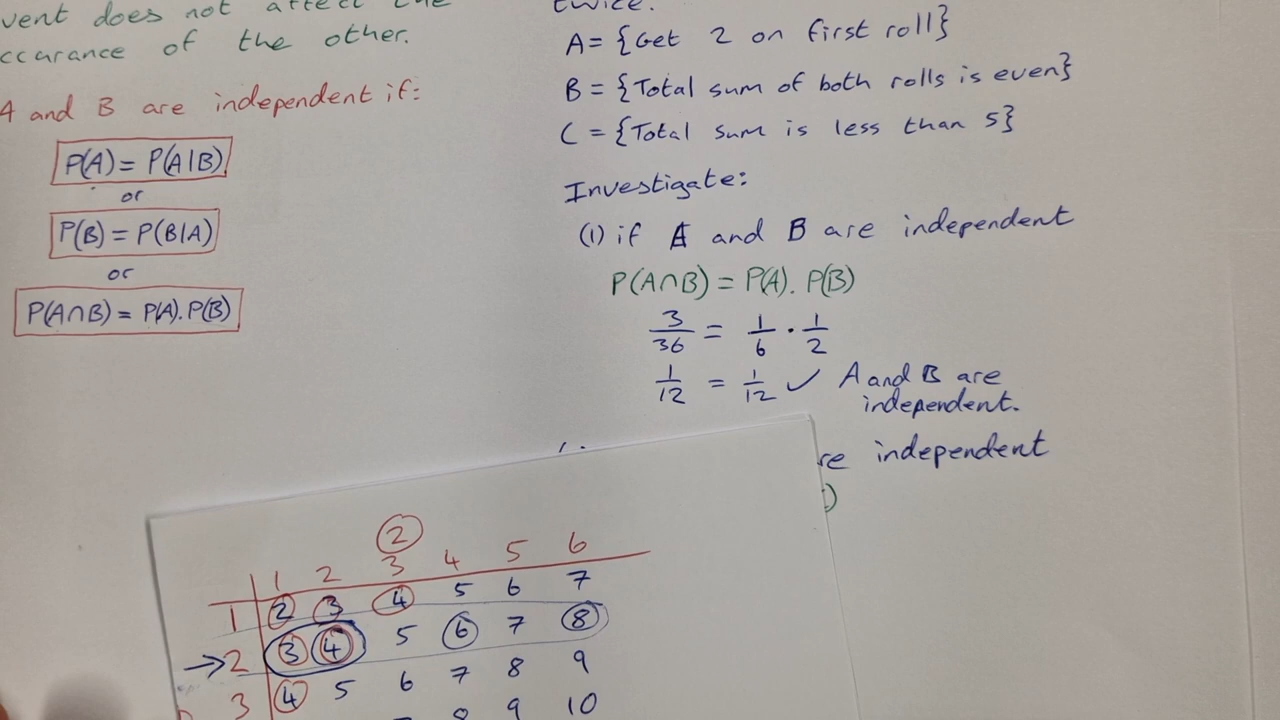 vent does not affect the
ccurance of the other.
A and B are independent if:
P(A) = P(A|B)
or
P(B) = P(B|A)
or
P(A∩B) = P(A).P(B)
twice.
A = {Get 2 on first roll}
B = {Total sum of both rolls is even}
C = {Total sum is less than 5}
Investigate:
(1) if A and B are independent
P(A∩B) = P(A). P(B)
3/36 = 1/6 · 1/2
1/12 = 1/12 ✓ A and B are
independent.
re independent
)
2
1 2 3 4 5 6
1 2 3 4 5 6 7
→ 2 3 4 5 6 7 8
3 4 5 6 7 8 9
8 9 10